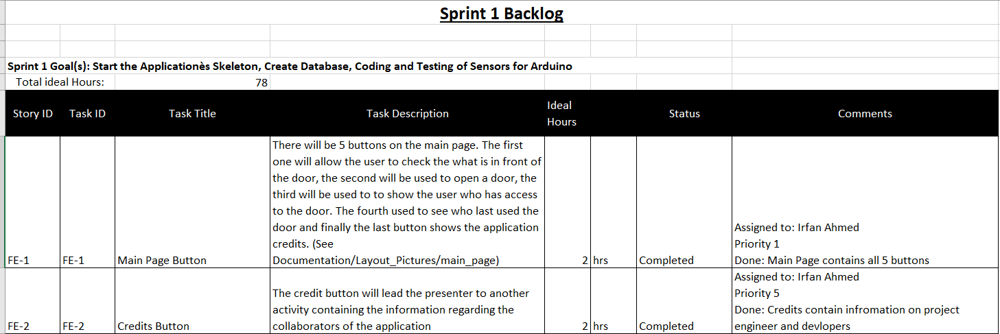 Sprint 1 Backlog
Sprint 1 Goal(s): Start the Applicationès Skeleton, Create Database, Coding and Testing of Sensors for Arduino
Total ideal Hours: 78
Story ID Task ID Task Title Task Description Ideal Hours Status Comments
There will be 5 buttons on the main page. The first
one will allow the user to check the what is in front of
the door, the second will be used to open a door, the
third will be used to to show the user who has access
to the door. The fourth used to see who last used the
door and finally the last button shows the application
credits. (See
Documentation/Layout_Pictures/main_page)
FE-1 FE-1 Main Page Button 2 hrs Completed
Assigned to: Irfan Ahmed
Priority 1
Done: Main Page contains all 5 buttons
The credit button will lead the presenter to another
activity containing the information regarding the
collaborators of the application
FE-2 FE-2 Credits Button 2 hrs Completed
Assigned to: Irfan Ahmed
Priority 5
Done: Credits contain infromation on project
engineer and devlopers